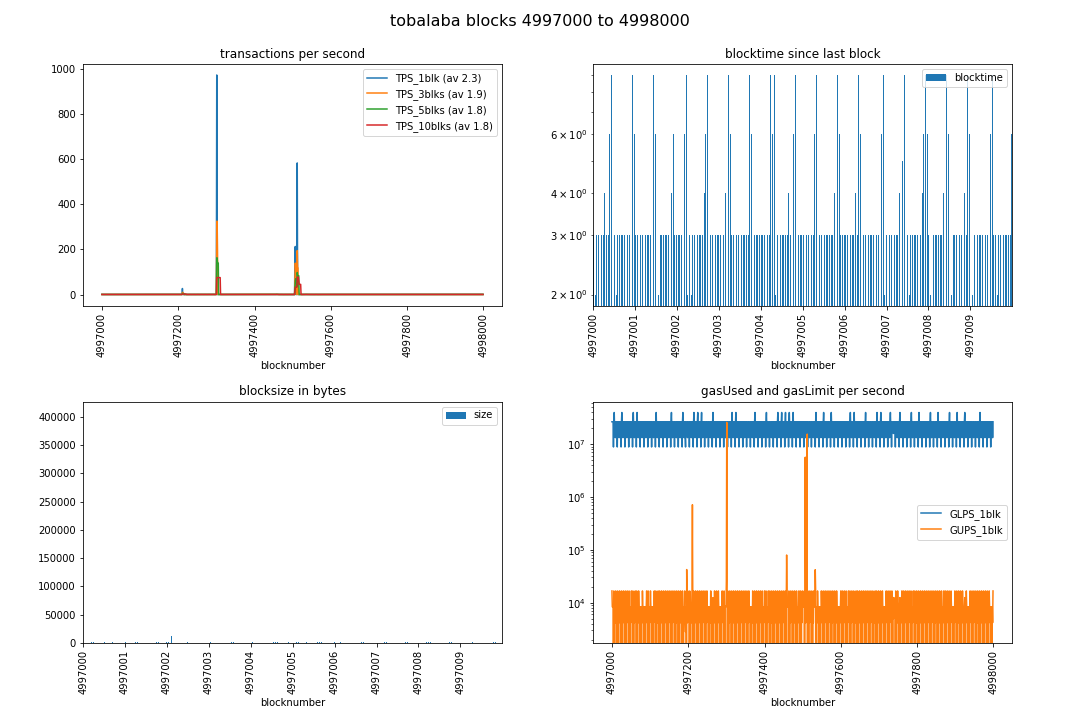 tobalaba blocks 4997000 to 4998000
transactions per second
1000
800
600
400
200
0
TPS_1blk (av 2.3)
TPS_3blks (av 1.9)
TPS_5blks (av 1.8)
TPS_10blks (av 1.8)
4997000
4997200
4997400
4997600
4997800
4998000
blocknumber
blocktime since last block
6 × 10⁰
4 × 10⁰
3 × 10⁰
2 × 10⁰
blocktime
4997000
4997001
4997002
4997003
4997004
4997005
4997006
4997007
4997008
4997009
blocknumber
blocksize in bytes
400000
350000
300000
250000
200000
150000
100000
50000
0
size
4997000
4997001
4997002
4997003
4997004
4997005
4997006
4997007
4997008
4997009
blocknumber
gasUsed and gasLimit per second
10⁷
10⁶
10⁵
10⁴
GLPS_1blk
GUPS_1blk
4997000
4997200
4997400
4997600
4997800
4998000
blocknumber